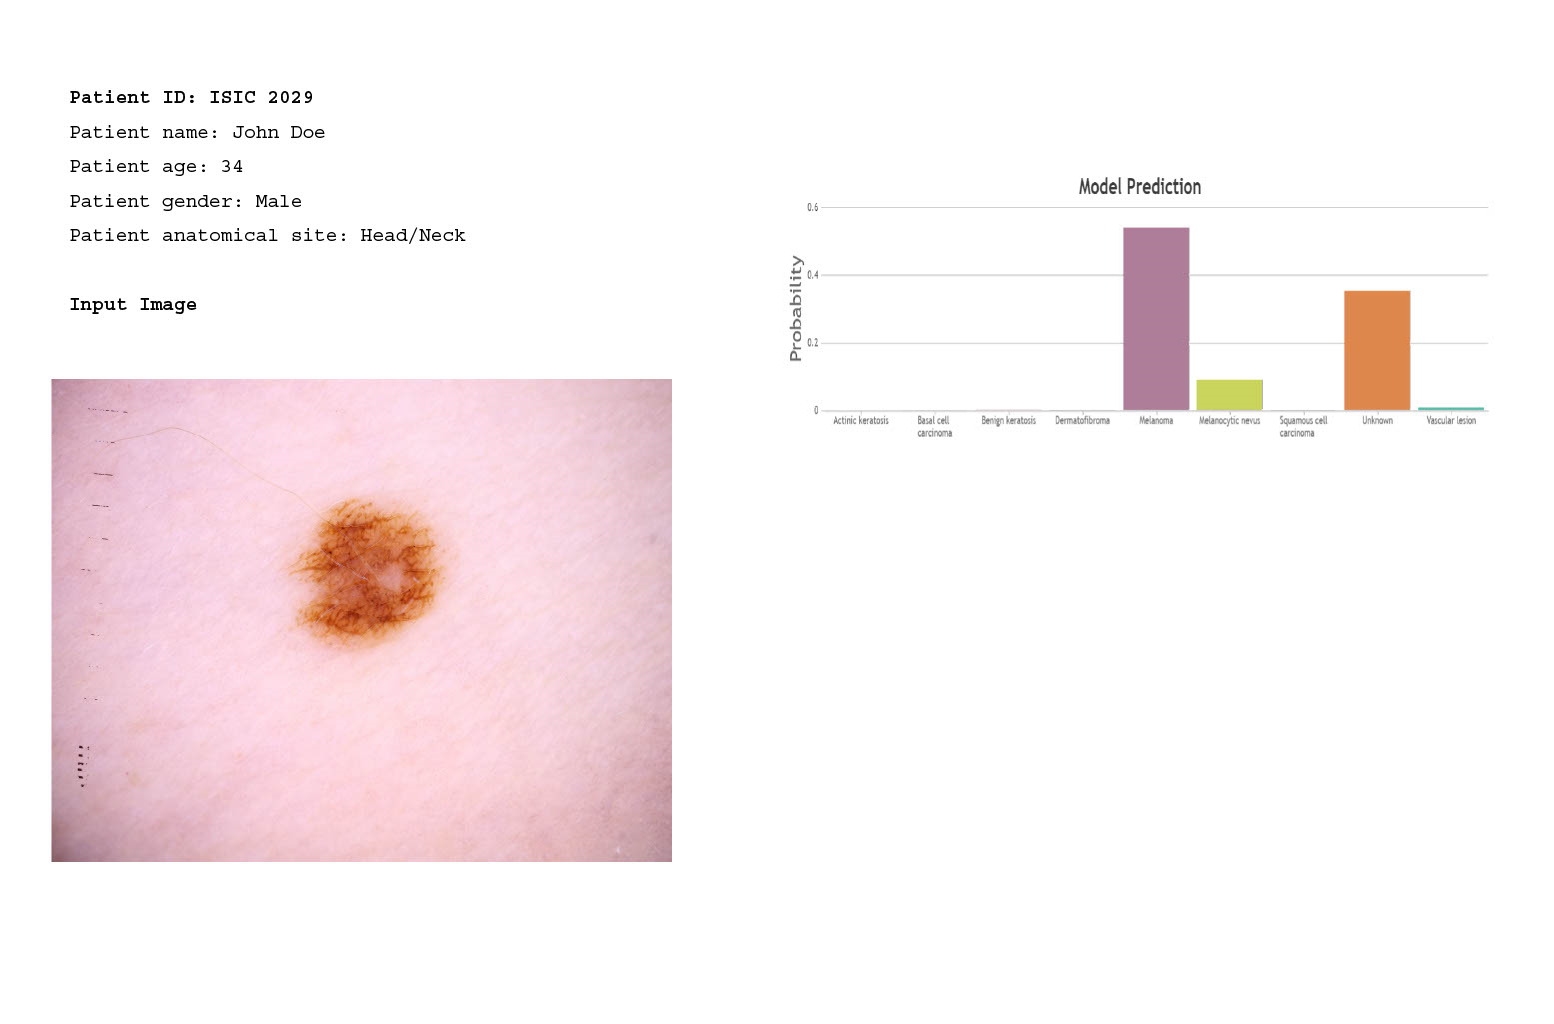 Patient ID: ISIC 2029
Patient name: John Doe
Patient age: 34
Patient gender: Male
Patient anatomical site: Head/Neck
Input Image
Model Prediction
Probability
0.6
0.4
0.2
0
Actinic keratosis
Basal cell carcinoma
Benign keratosis
Dermatofibroma
Melanoma
Melanocytic nevus
Squamous cell carcinoma
Unknown
Vascular lesion